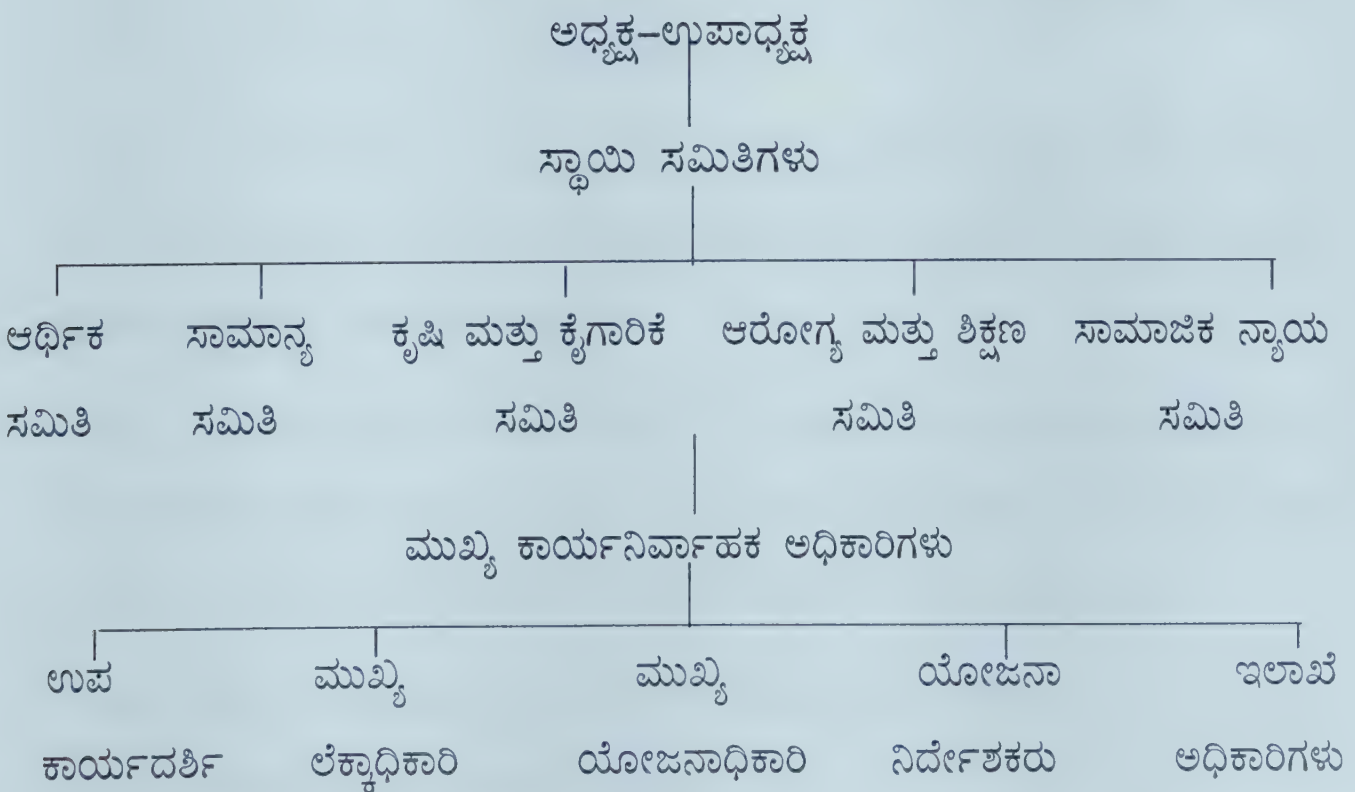 ಅಧ್ಯಕ್ಷ-ಉಪಾಧ್ಯಕ್ಷ
ಸ್ಥಾಯಿ ಸಮಿತಿಗಳು
ಆರ್ಥಿಕ ಸಾಮಾನ್ಯ ಕೃಷಿ ಮತ್ತು ಕೈಗಾರಿಕೆ ಆರೋಗ್ಯ ಮತ್ತು ಶಿಕ್ಷಣ ಸಾಮಾಜಿಕ ನ್ಯಾಯ
ಸಮಿತಿ ಸಮಿತಿ ಸಮಿತಿ ಸಮಿತಿ ಸಮಿತಿ
ಮುಖ್ಯ ಕಾರ್ಯನಿರ್ವಾಹಕ ಅಧಿಕಾರಿಗಳು
ಉಪ ಮುಖ್ಯ ಮುಖ್ಯ ಯೋಜನಾ ಇಲಾಖೆ
ಕಾರ್ಯದರ್ಶಿ ಲೆಕ್ಕಾಧಿಕಾರಿ ಯೋಜನಾಧಿಕಾರಿ ನಿರ್ದೇಶಕರು ಅಧಿಕಾರಿಗಳು